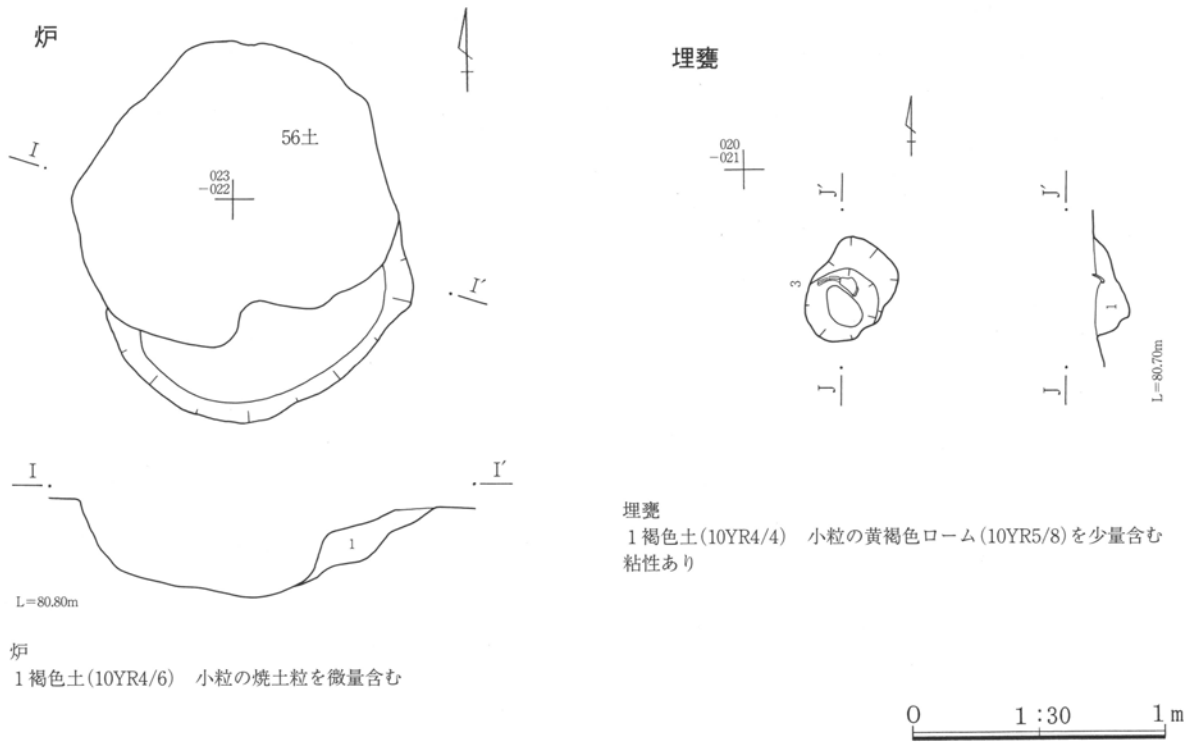 炉
56土
I
023
-022
I′
I
I′
1
L=80.80m
炉
1褐色土(10YR4/6) 小粒の焼土粒を微量含む
埋甕
020
-021
J′
J′
3
1
J
J
L=80.70m
埋甕
1褐色土(10YR4/4) 小粒の黄褐色ローム(10YR5/8)を少量含む
粘性あり
0 1:30 1m